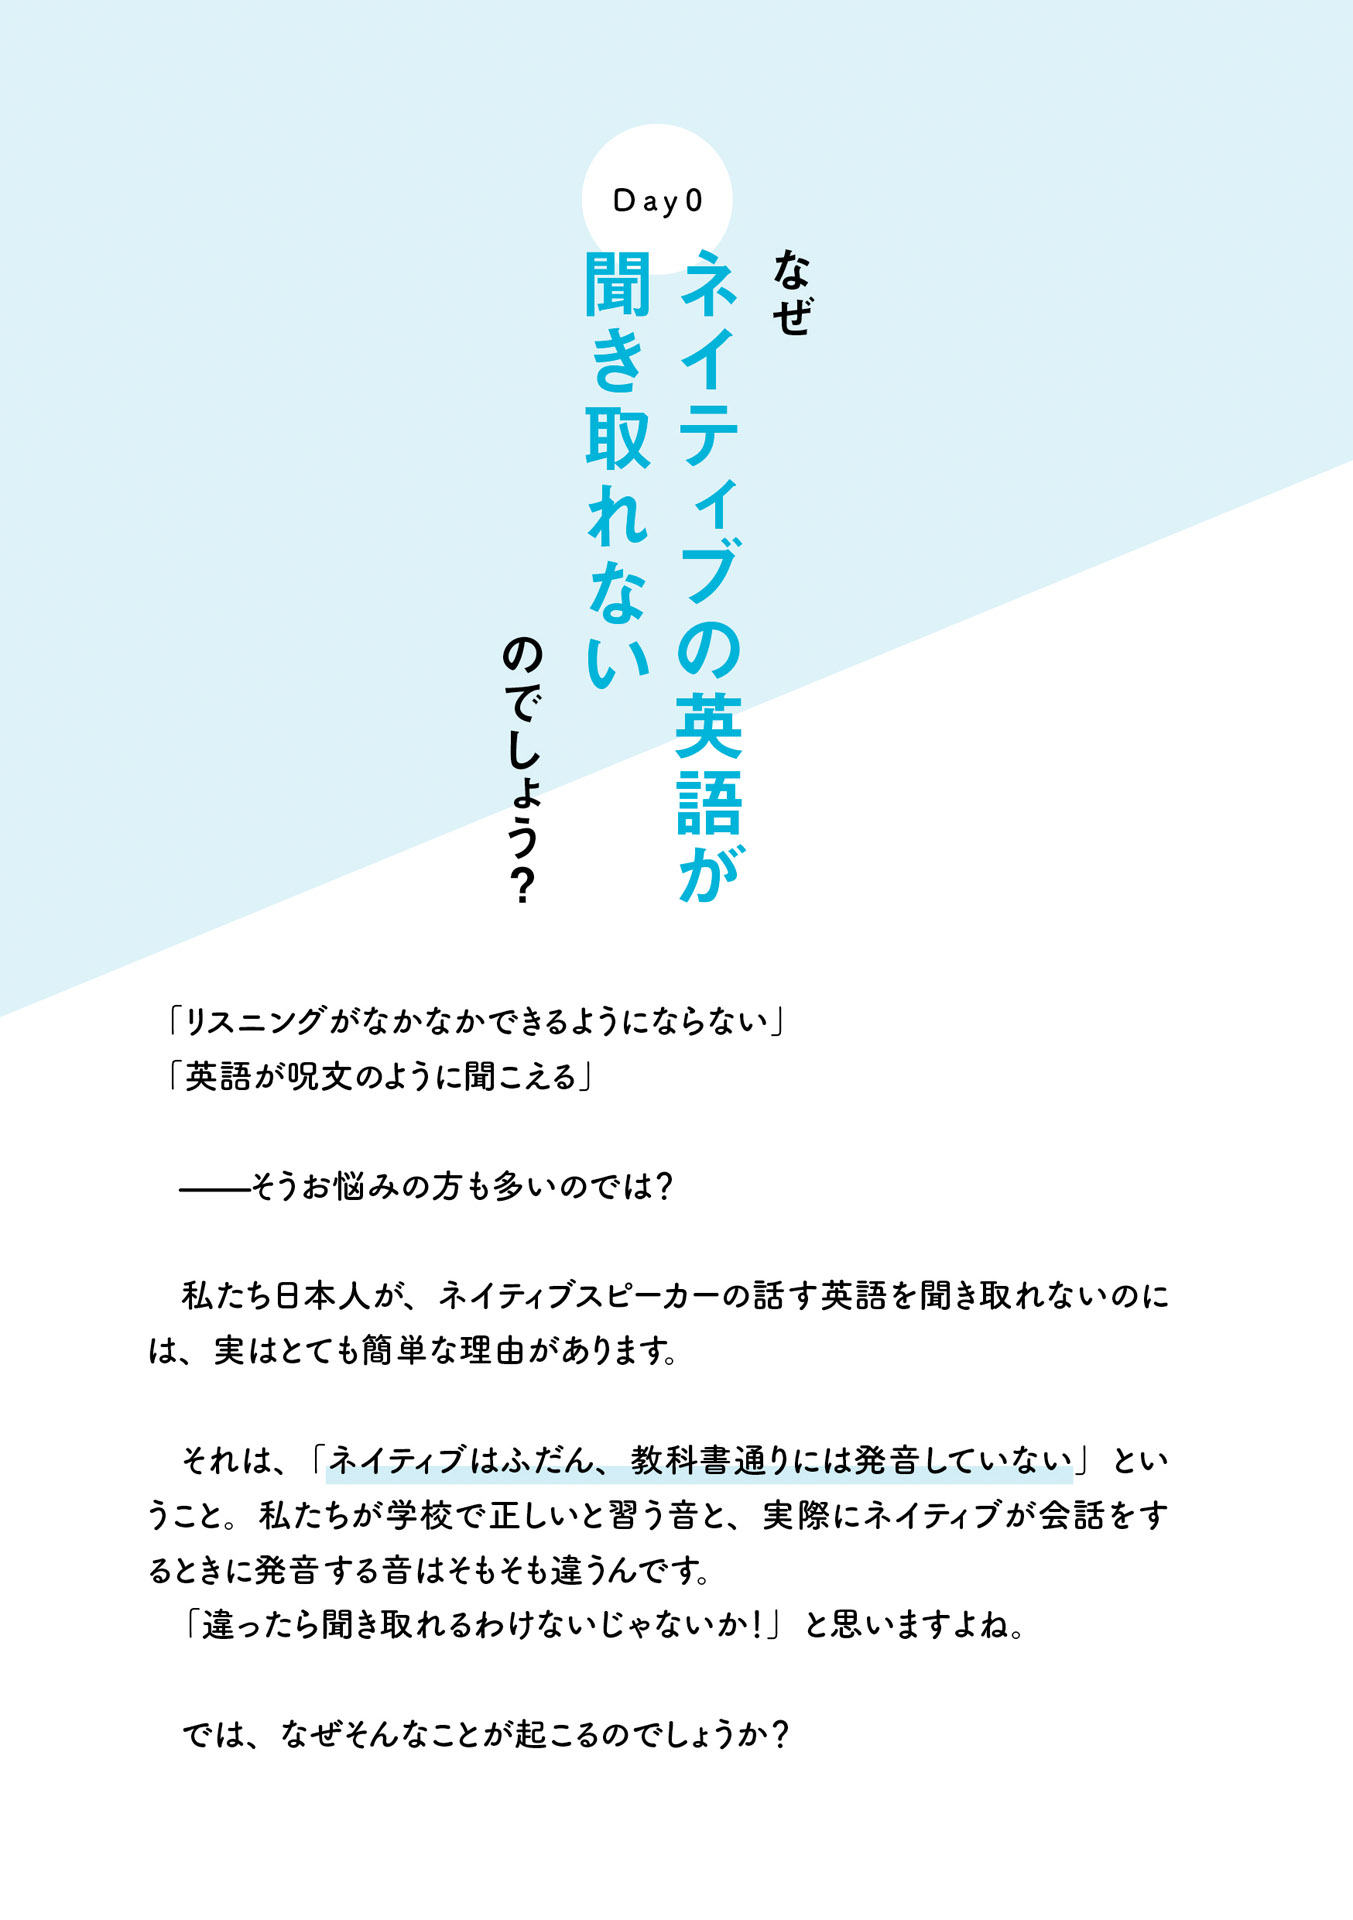 Day0
なぜ
ネイティブの英語が
聞き取れない
のでしょう？
「リスニングがなかなかできるようにならない」
「英語が呪文のように聞こえる」
――そうお悩みの方も多いのでは？
私たち日本人が、ネイティブスピーカーの話す英語を聞き取れないのに
は、実はとても簡単な理由があります。
それは、「ネイティブはふだん、教科書通りには発音していない」とい
うこと。私たちが学校で正しいと習う音と、実際にネイティブが会話をす
るときに発音する音はそもそも違うんです。
「違ったら聞き取れるわけないじゃないか！」と思いますよね。
では、なぜそんなことが起こるのでしょうか？